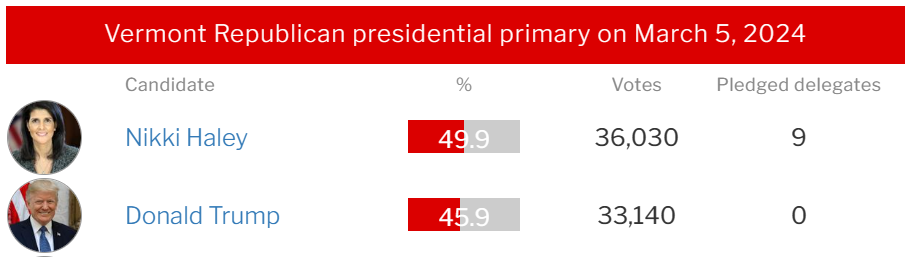 Vermont Republican presidential primary on March 5, 2024
Candidate % Votes Pledged delegates
Nikki Haley 49.9 36,030 9
Donald Trump 45.9 33,140 0